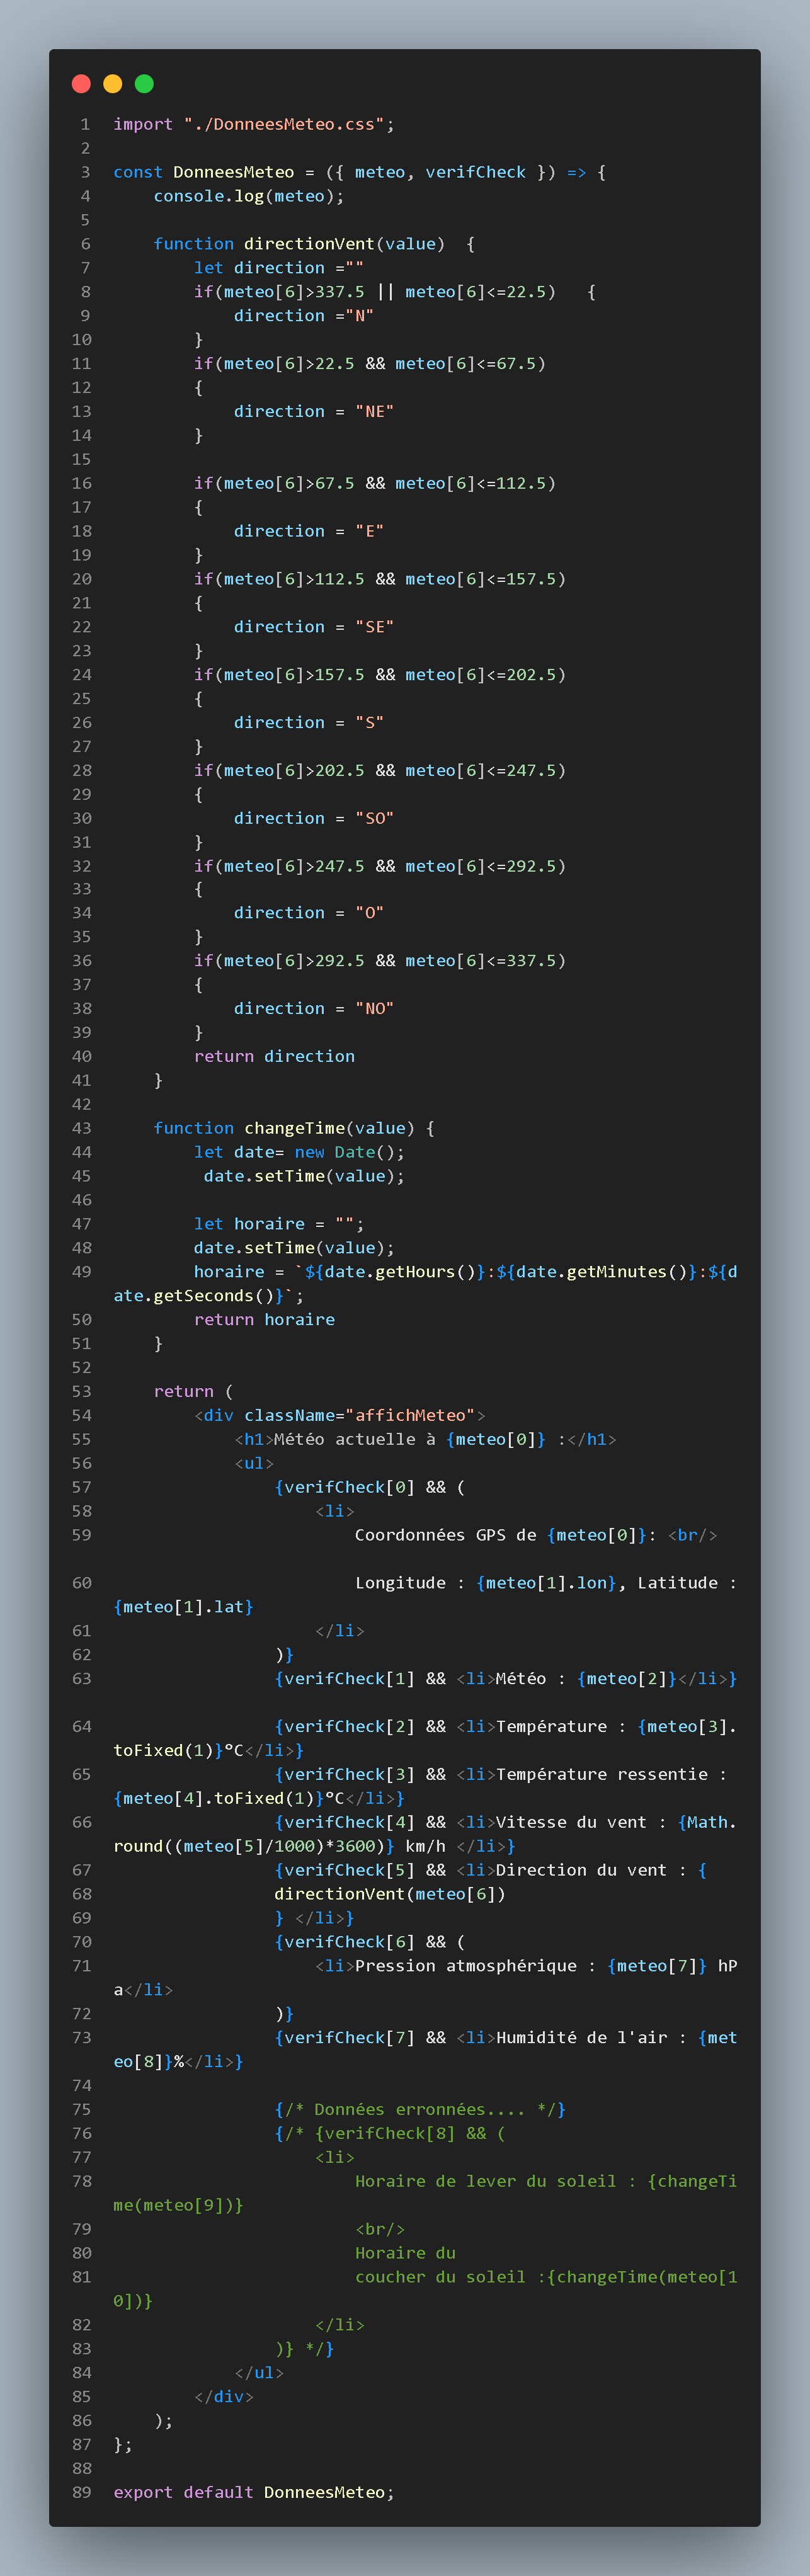 1 import "./DonneesMeteo.css";
2
3 const DonneesMeteo = ({ meteo, verifCheck }) => {
4     console.log(meteo);
5
6     function directionVent(value)  {
7         let direction =""
8         if(meteo[6]>337.5 || meteo[6]<=22.5)   {
9             direction ="N"
10         }
11         if(meteo[6]>22.5 && meteo[6]<=67.5)
12         {
13             direction = "NE"
14         }
15
16         if(meteo[6]>67.5 && meteo[6]<=112.5)
17         {
18             direction = "E"
19         }
20         if(meteo[6]>112.5 && meteo[6]<=157.5)
21         {
22             direction = "SE"
23         }
24         if(meteo[6]>157.5 && meteo[6]<=202.5)
25         {
26             direction = "S"
27         }
28         if(meteo[6]>202.5 && meteo[6]<=247.5)
29         {
30             direction = "SO"
31         }
32         if(meteo[6]>247.5 && meteo[6]<=292.5)
33         {
34             direction = "O"
35         }
36         if(meteo[6]>292.5 && meteo[6]<=337.5)
37         {
38             direction = "NO"
39         }
40         return direction
41     }
42
43     function changeTime(value) {
44         let date= new Date();
45          date.setTime(value);
46
47         let horaire = "";
48         date.setTime(value);
49         horaire = `${date.getHours()}:${date.getMinutes()}:${d
ate.getSeconds()}`;
50         return horaire
51     }
52
53     return (
54         <div className="affichMeteo">
55             <h1>Météo actuelle à {meteo[0]} :</h1>
56             <ul>
57                 {verifCheck[0] && (
58                     <li>
59                         Coordonnées GPS de {meteo[0]}: <br/>
60                         Longitude : {meteo[1].lon}, Latitude :
{meteo[1].lat}
61                     </li>
62                 )}
63                 {verifCheck[1] && <li>Météo : {meteo[2]}</li>}
64                 {verifCheck[2] && <li>Température : {meteo[3].
toFixed(1)}°C</li>}
65                 {verifCheck[3] && <li>Température ressentie :
{meteo[4].toFixed(1)}°C</li>}
66                 {verifCheck[4] && <li>Vitesse du vent : {Math.
round((meteo[5]/1000)*3600)} km/h </li>}
67                 {verifCheck[5] && <li>Direction du vent : {
68                 directionVent(meteo[6])
69                 } </li>}
70                 {verifCheck[6] && (
71                     <li>Pression atmosphérique : {meteo[7]} hP
a</li>
72                 )}
73                 {verifCheck[7] && <li>Humidité de l'air : {met
eo[8]}%</li>}
74
75                 {/* Données erronnées.... */}
76                 {/* {verifCheck[8] && (
77                     <li>
78                         Horaire de lever du soleil : {changeTi
me(meteo[9])}
79                         <br/>
80                         Horaire du
81                         coucher du soleil :{changeTime(meteo[1
0])}
82                     </li>
83                 )} */}
84             </ul>
85         </div>
86     );
87 };
88
89 export default DonneesMeteo;